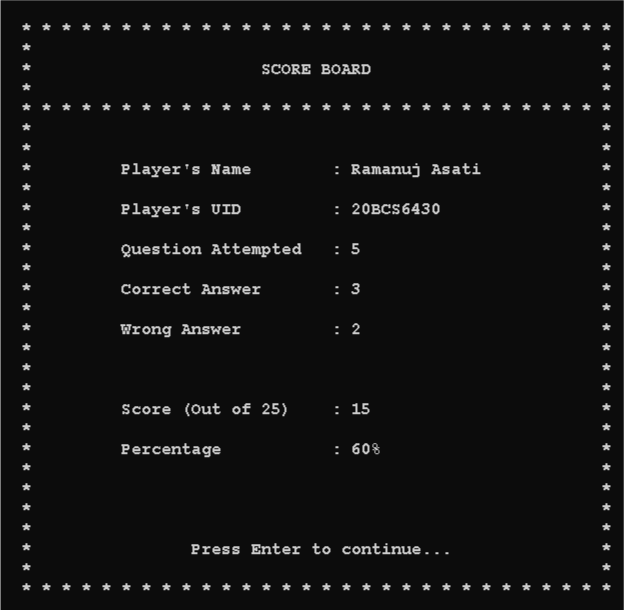 * * * * * * * * * * * * * * * * * * * * * * * * * * * * * *
* *
* SCORE BOARD *
* *
* * * * * * * * * * * * * * * * * * * * * * * * * * * * * *
* *
* *
* Player's Name : Ramanuj Asati *
* *
* Player's UID : 20BCS6430 *
* *
* Question Attempted : 5 *
* *
* Correct Answer : 3 *
* *
* Wrong Answer : 2 *
* *
* *
* *
* Score (Out of 25) : 15 *
* *
* Percentage : 60% *
* *
* *
* *
* *
* Press Enter to continue... *
* *
* * * * * * * * * * * * * * * * * * * * * * * * * * * * * *